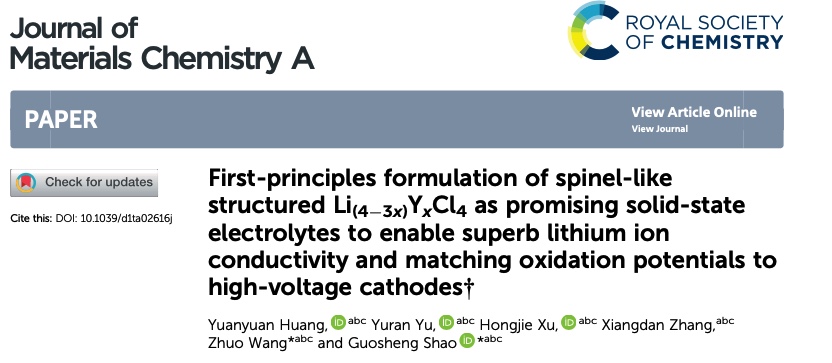 Journal of
Materials Chemistry A
ROYAL SOCIETY
OF CHEMISTRY
PAPER
View Article Online
View Journal
Check for updates
Cite this: DOI: 10.1039/d1ta02616j
First-principles formulation of spinel-like
structured Li(4−3x)YxCl4 as promising solid-state
electrolytes to enable superb lithium ion
conductivity and matching oxidation potentials to
high-voltage cathodes†
Yuanyuan Huang, iD abc Yuran Yu, iD abc Hongjie Xu, iD abc Xiangdan Zhang,abc
Zhuo Wang*abc and Guosheng Shao iD *abc